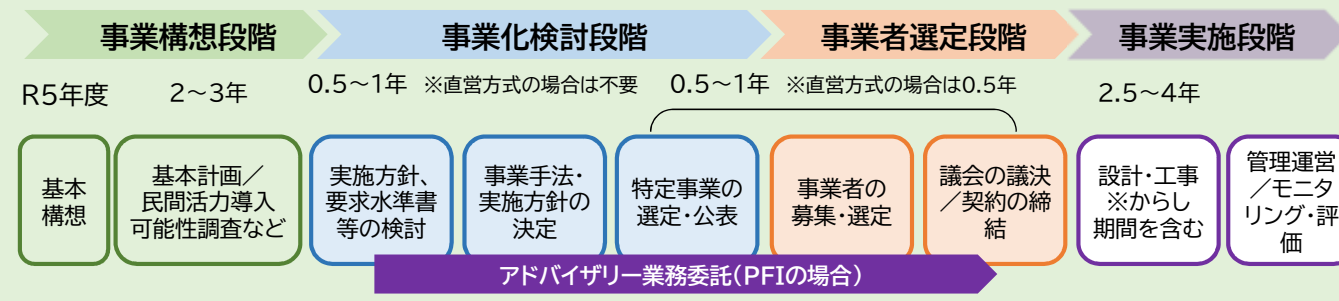 事業構想段階
事業化検討段階
事業者選定段階
事業実施段階
R5年度
2～3年
0.5～1年 ※直営方式の場合は不要
0.5～1年 ※直営方式の場合は0.5年
2.5～4年
基本
構想
基本計画／
民間活力導入
可能性調査など
実施方針、
要求水準書
等の検討
事業手法・
実施方針の
決定
特定事業の
選定・公表
事業者の
募集・選定
議会の議決
／契約の締
結
設計・工事
※からし
期間を含む
管理運営
／モニタ
リング・評
価
アドバイザリー業務委託(PFIの場合)